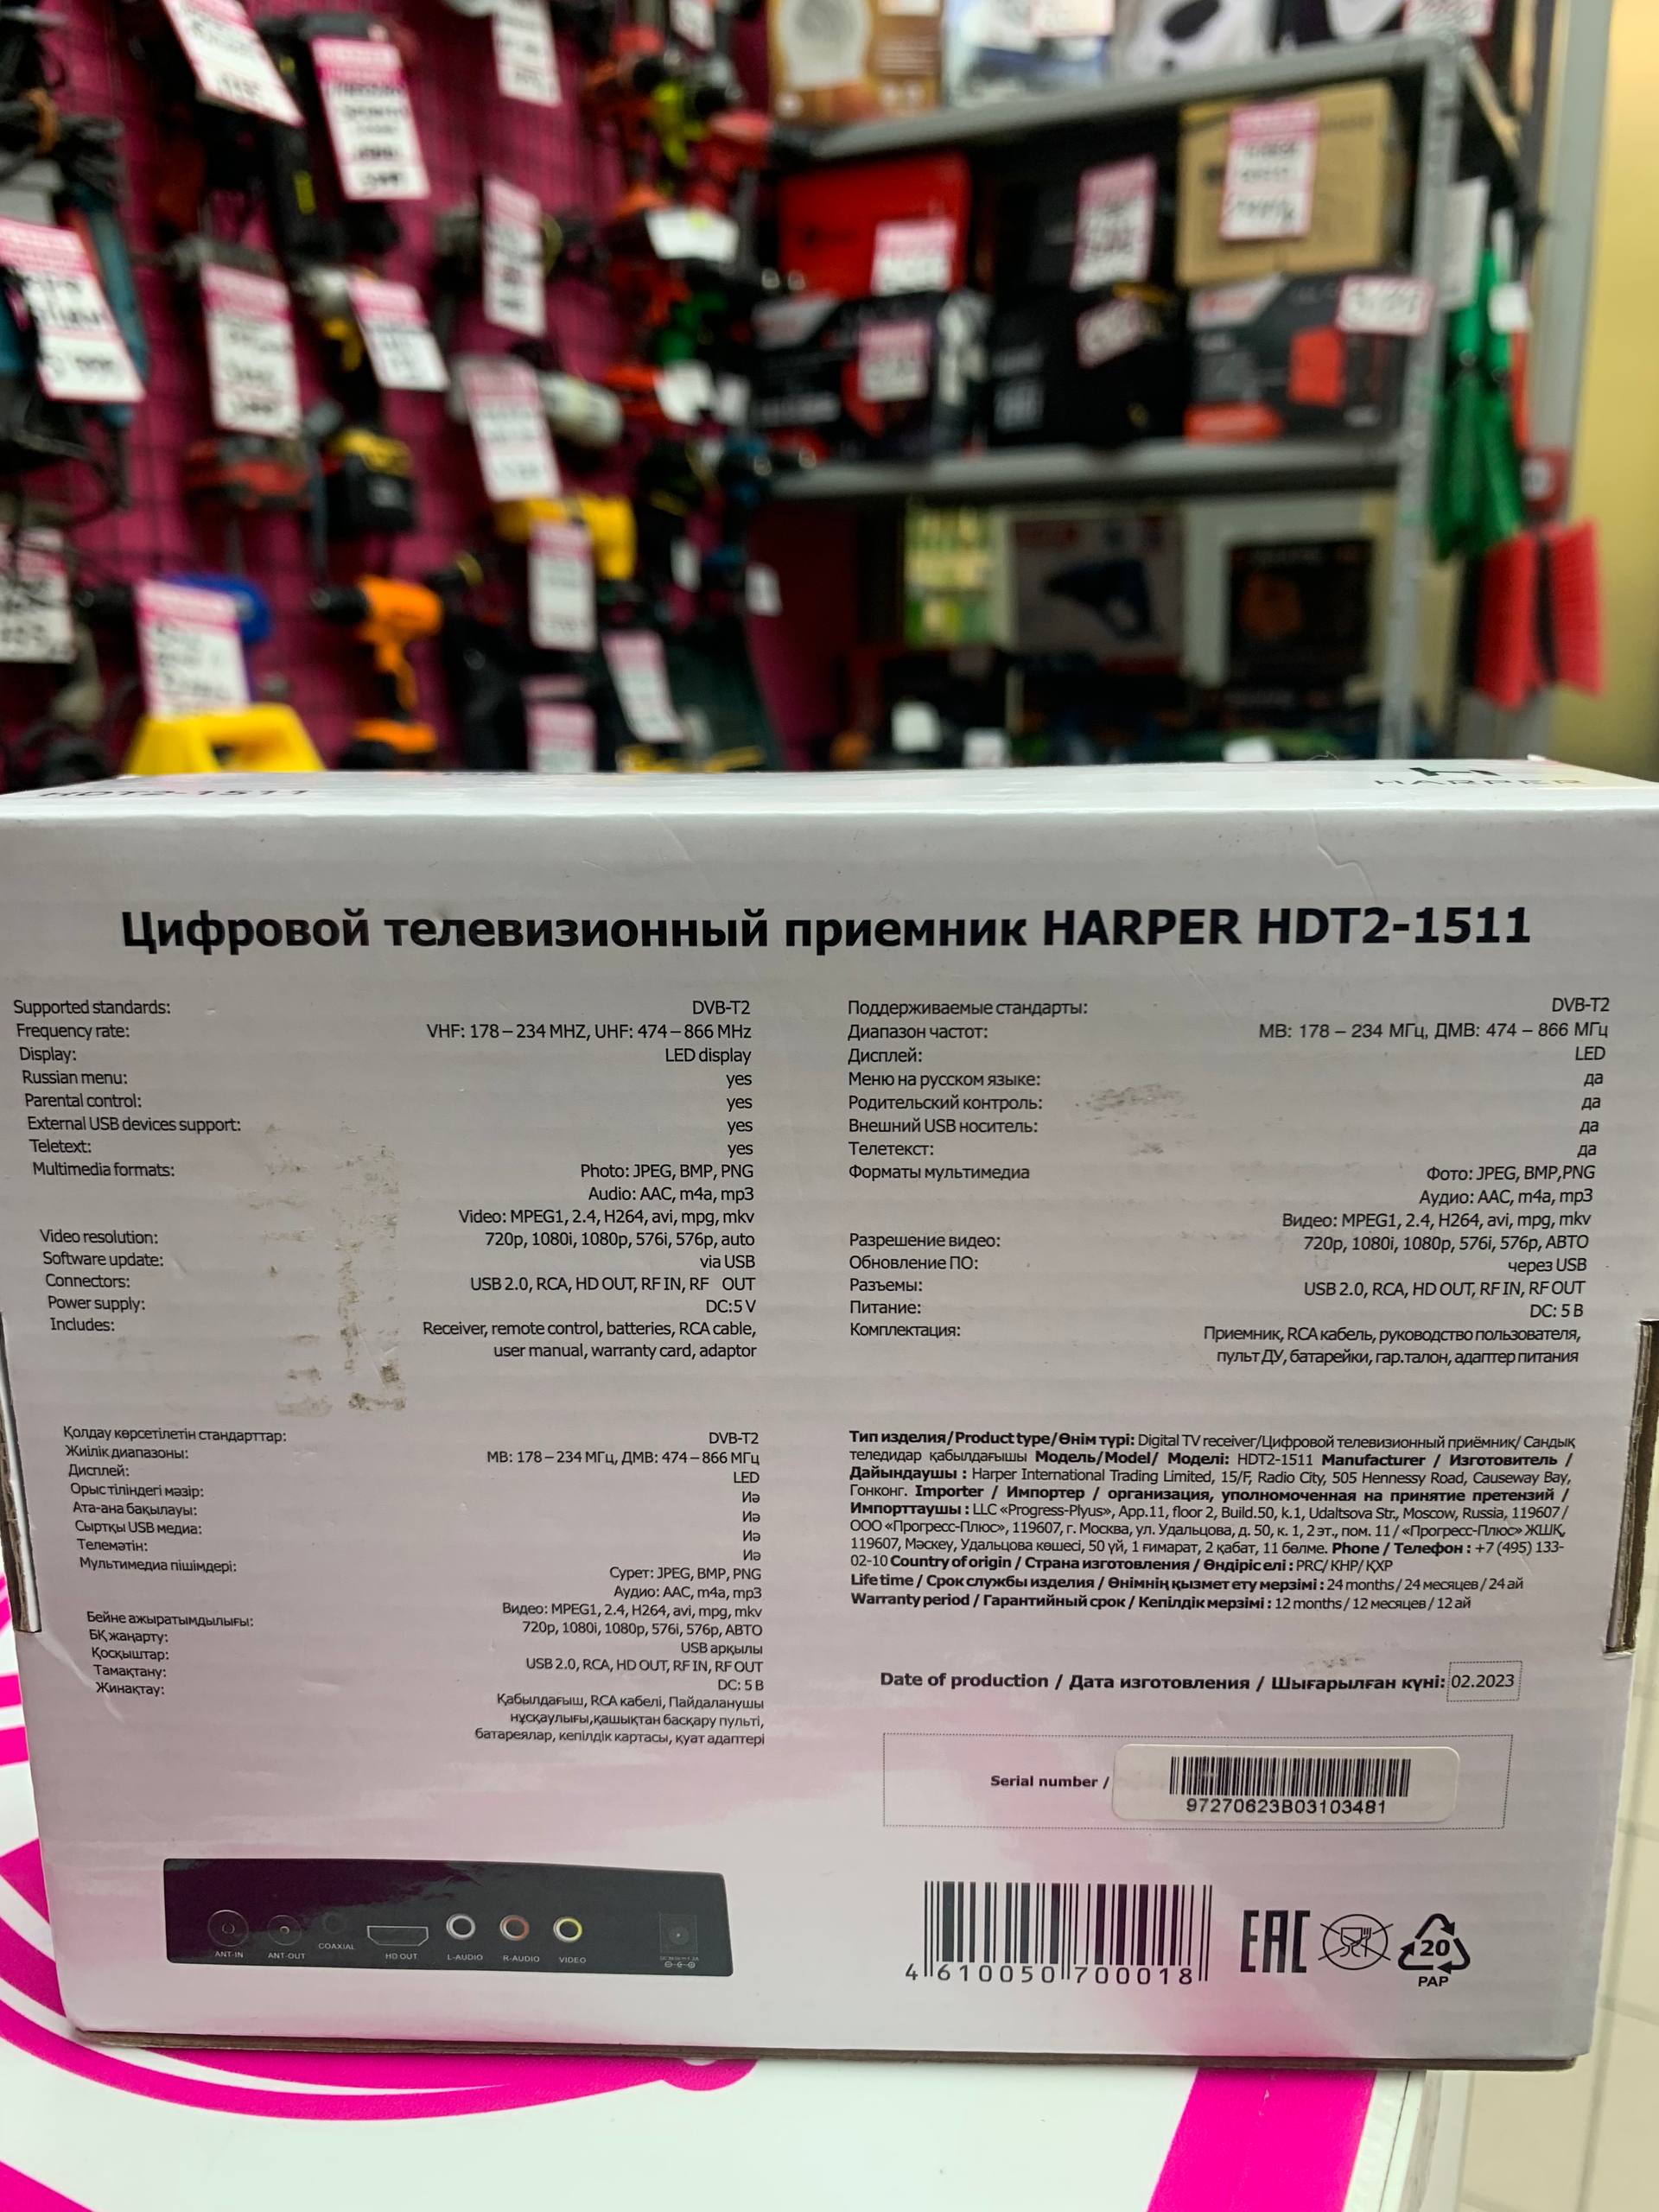 HDT2-1511
HARPER
Цифровой телевизионный приемник HARPER HDT2-1511
Supported standards: DVB-T2
Frequency rate: VHF: 178 – 234 MHZ, UHF: 474 – 866 MHz
Display: LED display
Russian menu: yes
Parental control: yes
External USB devices support: yes
Teletext: yes
Multimedia formats: Photo: JPEG, BMP, PNG
Audio: AAC, m4a, mp3
Video: MPEG1, 2.4, H264, avi, mpg, mkv
Video resolution: 720p, 1080i, 1080p, 576i, 576p, auto
Software update: via USB
Connectors: USB 2.0, RCA, HD OUT, RF IN, RF OUT
Power supply: DC:5 V
Includes: Receiver, remote control, batteries, RCA cable,
user manual, warranty card, adaptor
Поддерживаемые стандарты: DVB-T2
Диапазон частот: МВ: 178 – 234 МГц, ДМВ: 474 – 866 МГц
Дисплей: LED
Меню на русском языке: да
Родительский контроль: да
Внешний USB носитель: да
Телетекст: да
Форматы мультимедиа Фото: JPEG, BMP,PNG
Аудио: AAC, m4a, mp3
Видео: MPEG1, 2.4, H264, avi, mpg, mkv
Разрешение видео: 720p, 1080i, 1080p, 576i, 576p, АВТО
Обновление ПО: через USB
Разъемы: USB 2.0, RCA, HD OUT, RF IN, RF OUT
Питание: DC: 5 В
Комплектация: Приемник, RCA кабель, руководство пользователя,
пульт ДУ, батарейки, гар.талон, адаптер питания
Қолдау көрсетілетін стандарттар: DVB-T2
Жиілік диапазоны: МВ: 178 – 234 МГц, ДМВ: 474 – 866 МГц
Дисплей: LED
Орыс тіліндегі мәзір: Иә
Ата-ана бақылауы: Иә
Сыртқы USB медиа: Иә
Телемәтін: Иә
Мультимедиа пішімдері: Сурет: JPEG, BMP, PNG
Аудио: AAC, m4a, mp3
Видео: MPEG1, 2.4, H264, avi, mpg, mkv
Бейне ажыратымдылығы: 720p, 1080i, 1080p, 576i, 576p, АВТО
БҚ жаңарту: USB арқылы
Қосқыштар: USB 2.0, RCA, HD OUT, RF IN, RF OUT
Тамақтану: DC: 5 В
Жинақтау: Қабылдағыш, RCA кабелі, Пайдаланушы
нұсқаулығы,қашықтан басқару пульті,
батареялар, кепілдік картасы, қуат адаптері
Тип изделия/Product type/Өнім түрі: Digital TV receiver/Цифровой телевизионный приёмник/ Сандық
теледидар қабылдағышы Модель/Model/ Моделі: HDT2-1511 Manufacturer / Изготовитель /
Дайындаушы : Harper International Trading Limited, 15/F, Radio City, 505 Hennessy Road, Causeway Bay,
Гонконг. Importer / Импортер / организация, уполномоченная на принятие претензий /
Импорттаушы : LLC «Progress-Plyus», App.11, floor 2, Build.50, k.1, Udaltsova Str., Moscow, Russia, 119607 /
ООО «Прогресс-Плюс», 119607, г. Москва, ул. Удальцова, д. 50, к. 1, 2 эт., пом. 11 / «Прогресс-Плюс» ЖШҚ,
119607, Мәскеу, Удальцова көшесі, 50 үй, 1 ғимарат, 2 қабат, 11 бөлме. Phone / Телефон : +7 (495) 133-
02-10 Country of origin / Страна изготовления / Өндіріс елі : PRC/ КНР/ ҚХР
Life time / Срок службы изделия / Өнімнің қызмет ету мерзімі : 24 months / 24 месяцев / 24 ай
Warranty period / Гарантийный срок / Кепілдік мерзімі : 12 months / 12 месяцев / 12 ай
Date of production / Дата изготовления / Шығарылған күні: 02.2023
Serial number /
97270623B03103481
ANT-IN ANT-OUT COAXIAL HD OUT L-AUDIO R-AUDIO VIDEO
4 610050 700018
EAC
20
PAP